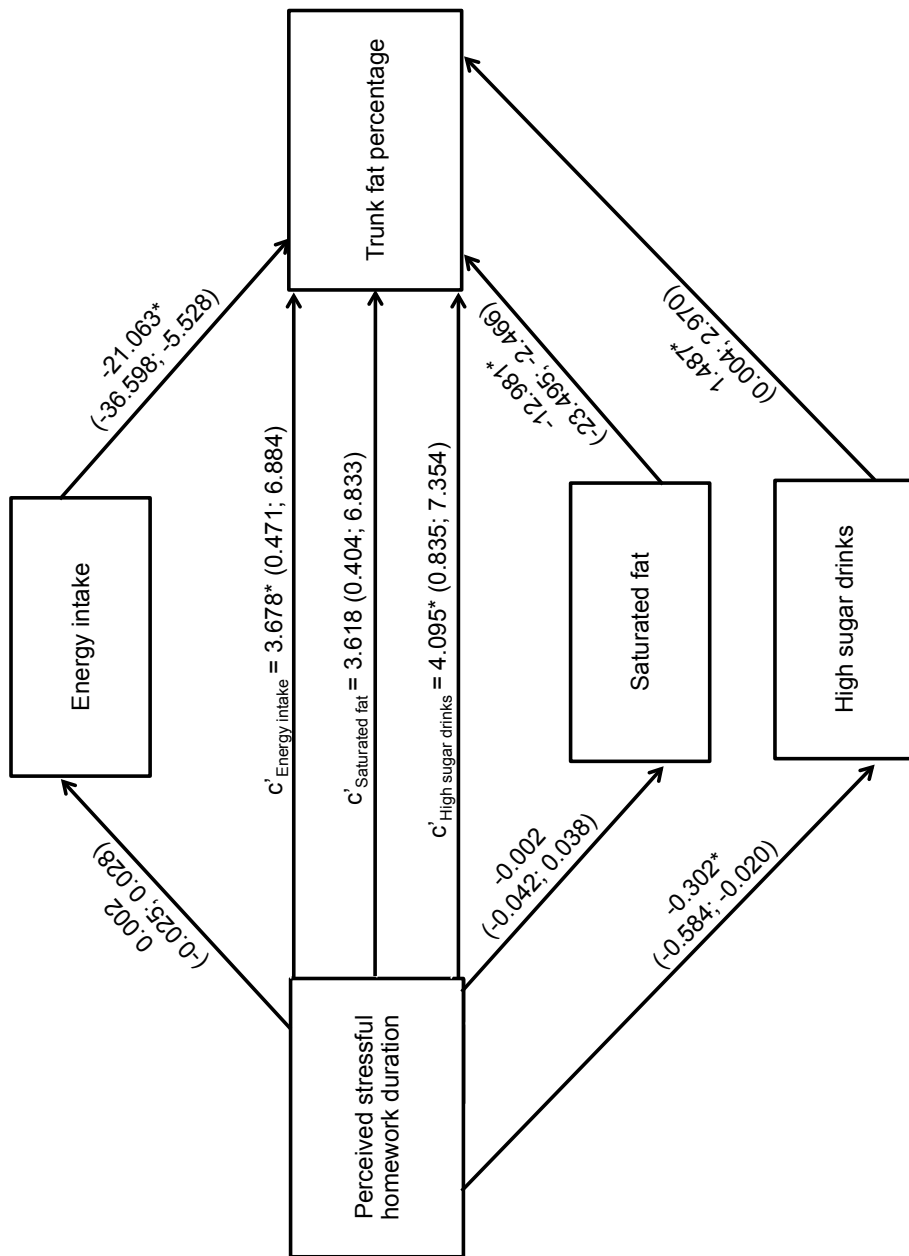 Energy intake
0.002
(-0.025; 0.028)
-21.063*
(-36.598; -5.528)
Perceived stressful
homework duration
c'Energy intake = 3.678* (0.471; 6.884)
c'Saturated fat = 3.618 (0.404; 6.833)
c'High sugar drinks = 4.095* (0.835; 7.354)
Trunk fat percentage
-0.002
(-0.042; 0.038)
-12.981*
(-23.495; -2.466)
Saturated fat
-0.302*
(-0.584; -0.020)
1.487*
(0.004; 2.970)
High sugar drinks